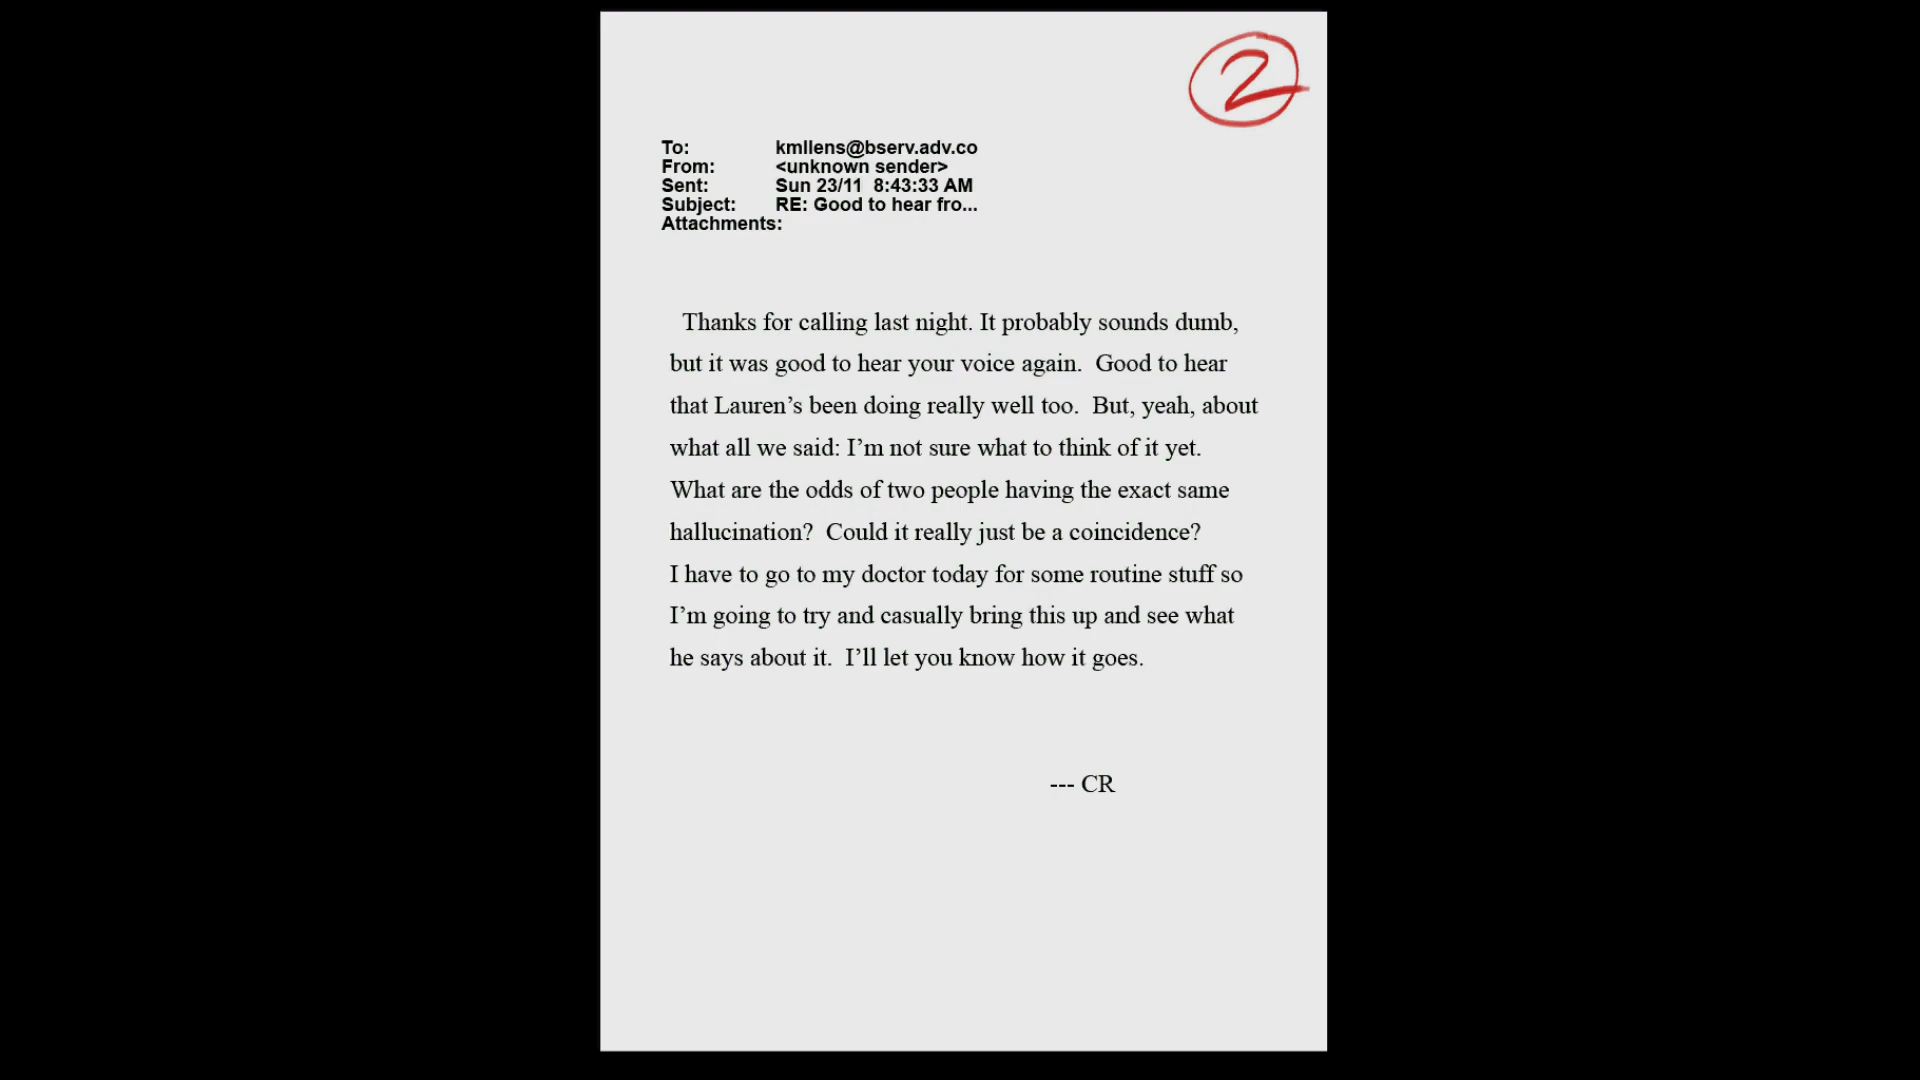 2
To: kmllens@bserv.adv.co
From: <unknown sender>
Sent: Sun 23/11 8:43:33 AM
Subject: RE: Good to hear fro...
Attachments:
Thanks for calling last night. It probably sounds dumb,
but it was good to hear your voice again. Good to hear
that Lauren’s been doing really well too. But, yeah, about
what all we said: I’m not sure what to think of it yet.
What are the odds of two people having the exact same
hallucination? Could it really just be a coincidence?
I have to go to my doctor today for some routine stuff so
I’m going to try and casually bring this up and see what
he says about it. I’ll let you know how it goes.
--- CR